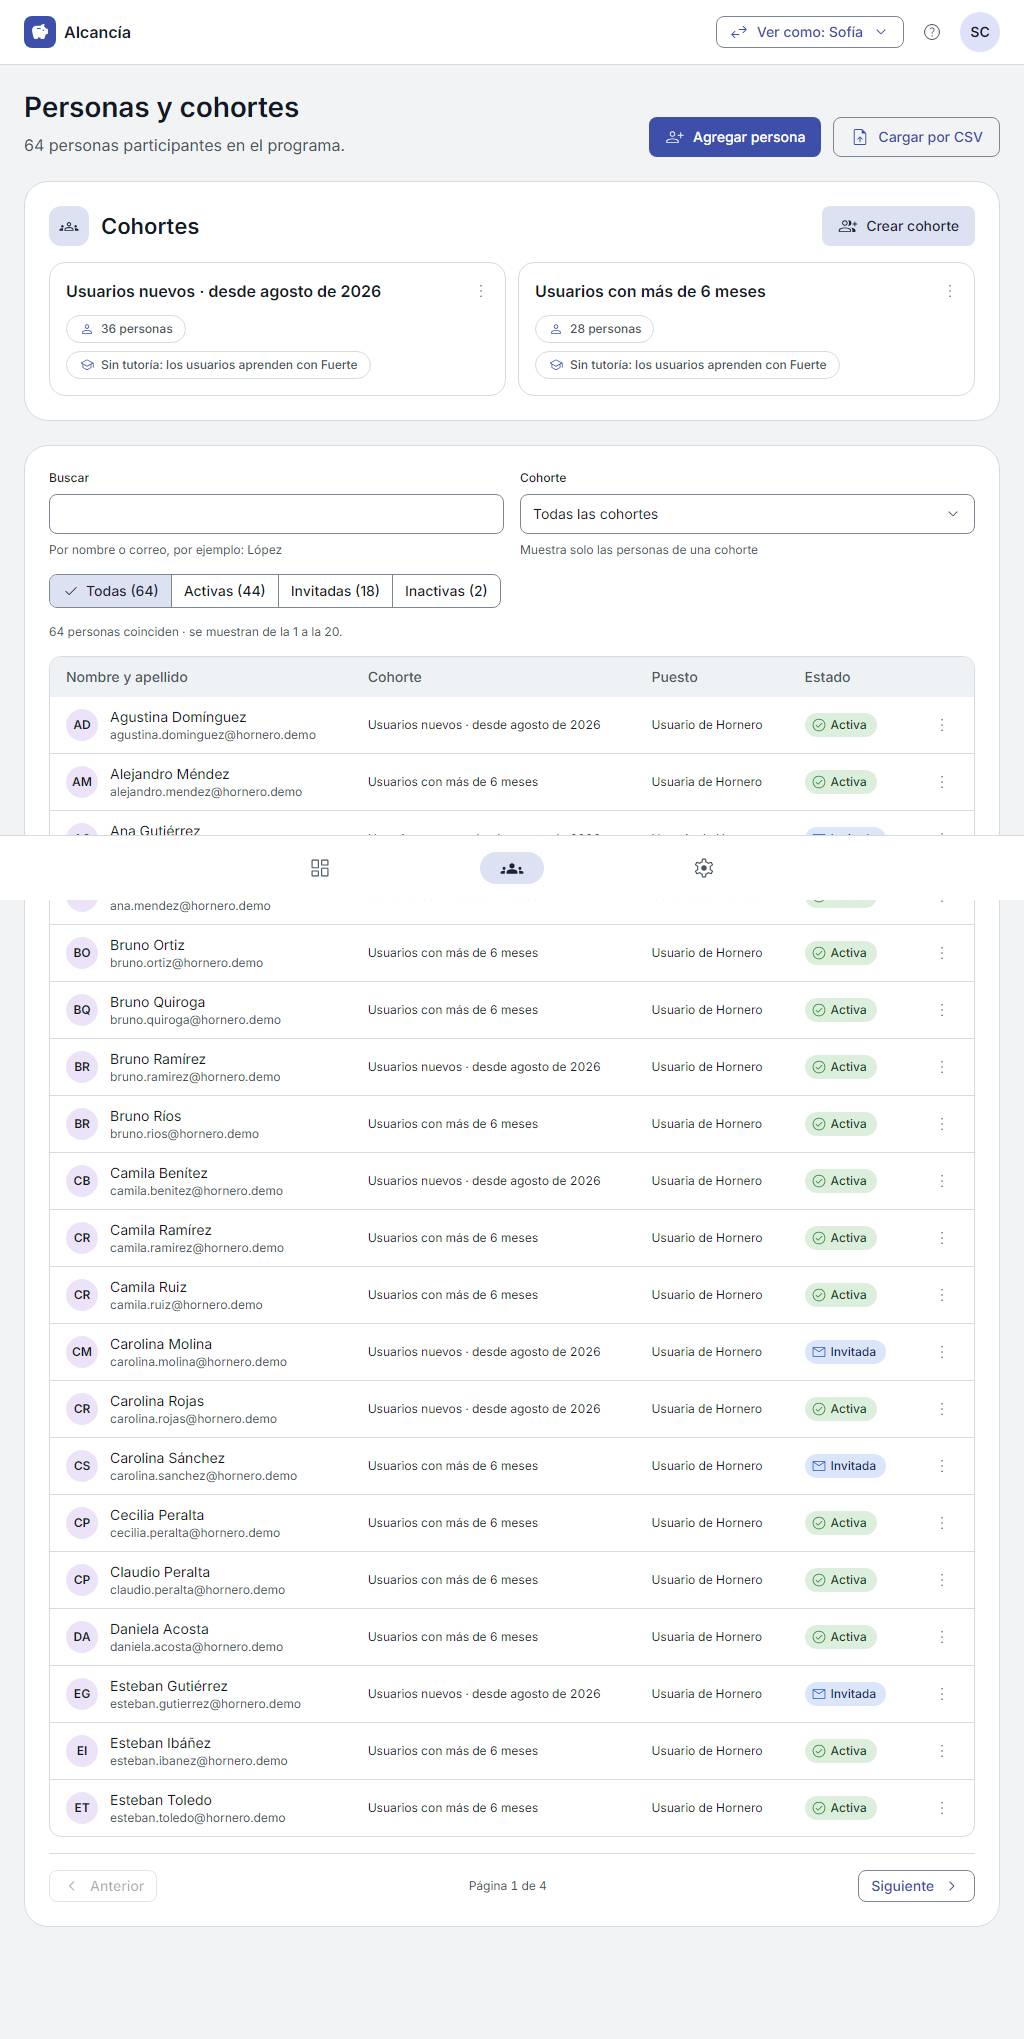 Alcancía
Ver como: Sofía
SC
Personas y cohortes
64 personas participantes en el programa.
Agregar persona
Cargar por CSV
Cohortes
Crear cohorte
Usuarios nuevos · desde agosto de 2026
36 personas
Sin tutoría: los usuarios aprenden con Fuerte
Usuarios con más de 6 meses
28 personas
Sin tutoría: los usuarios aprenden con Fuerte
Buscar
Por nombre o correo, por ejemplo: López
Cohorte
Todas las cohortes
Muestra solo las personas de una cohorte
Todas (64) Activas (44) Invitadas (18) Inactivas (2)
64 personas coinciden · se muestran de la 1 a la 20.
Nombre y apellido Cohorte Puesto Estado
AD Agustina Domínguez Usuarios nuevos · desde agosto de 2026 Usuario de Hornero Activa
agustina.dominguez@hornero.demo
AM Alejandro Méndez Usuarios con más de 6 meses Usuaria de Hornero Activa
alejandro.mendez@hornero.demo
Ana Gutiérrez
ana.mendez@hornero.demo
BO Bruno Ortiz Usuarios con más de 6 meses Usuario de Hornero Activa
bruno.ortiz@hornero.demo
BQ Bruno Quiroga Usuarios con más de 6 meses Usuario de Hornero Activa
bruno.quiroga@hornero.demo
BR Bruno Ramírez Usuarios nuevos · desde agosto de 2026 Usuario de Hornero Activa
bruno.ramirez@hornero.demo
BR Bruno Ríos Usuarios con más de 6 meses Usuaria de Hornero Activa
bruno.rios@hornero.demo
CB Camila Benítez Usuarios nuevos · desde agosto de 2026 Usuaria de Hornero Activa
camila.benitez@hornero.demo
CR Camila Ramírez Usuarios con más de 6 meses Usuario de Hornero Activa
camila.ramirez@hornero.demo
CR Camila Ruiz Usuarios con más de 6 meses Usuario de Hornero Activa
camila.ruiz@hornero.demo
CM Carolina Molina Usuarios nuevos · desde agosto de 2026 Usuaria de Hornero Invitada
carolina.molina@hornero.demo
CR Carolina Rojas Usuarios nuevos · desde agosto de 2026 Usuaria de Hornero Activa
carolina.rojas@hornero.demo
CS Carolina Sánchez Usuarios con más de 6 meses Usuario de Hornero Invitada
carolina.sanchez@hornero.demo
CP Cecilia Peralta Usuarios con más de 6 meses Usuario de Hornero Activa
cecilia.peralta@hornero.demo
CP Claudio Peralta Usuarios con más de 6 meses Usuario de Hornero Activa
claudio.peralta@hornero.demo
DA Daniela Acosta Usuarios con más de 6 meses Usuaria de Hornero Activa
daniela.acosta@hornero.demo
EG Esteban Gutiérrez Usuarios nuevos · desde agosto de 2026 Usuaria de Hornero Invitada
esteban.gutierrez@hornero.demo
EI Esteban Ibáñez Usuarios con más de 6 meses Usuario de Hornero Activa
esteban.ibanez@hornero.demo
ET Esteban Toledo Usuarios con más de 6 meses Usuario de Hornero Activa
esteban.toledo@hornero.demo
Anterior
Página 1 de 4
Siguiente